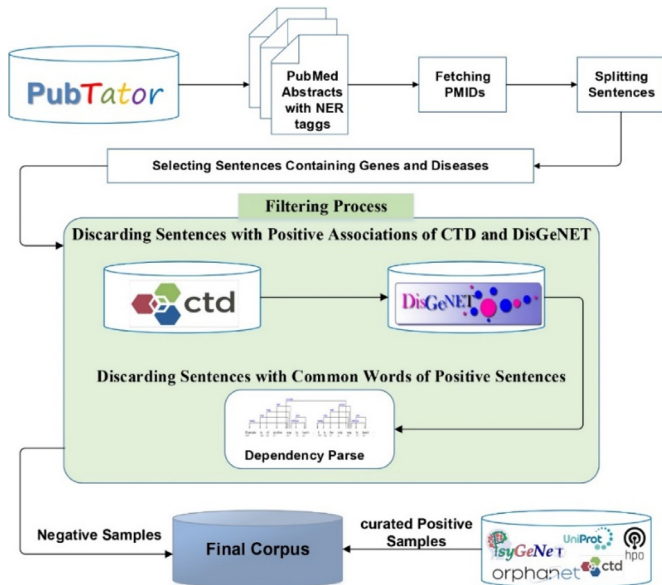 PubTator
PubMed
Abstracts
with NER
taggs
Fetching
PMIDs
Splitting
Sentences
Selecting Sentences Containing Genes and Diseases
Filtering Process
Discarding Sentences with Positive Associations of CTD and DisGeNET
ctd
DisGeNET
Discarding Sentences with Common Words of Positive Sentences
Dependency Parse
Negative Samples
Final Corpus
curated Positive
Samples
PsyGeNET
UniProt
hpo
orphanet
ctd